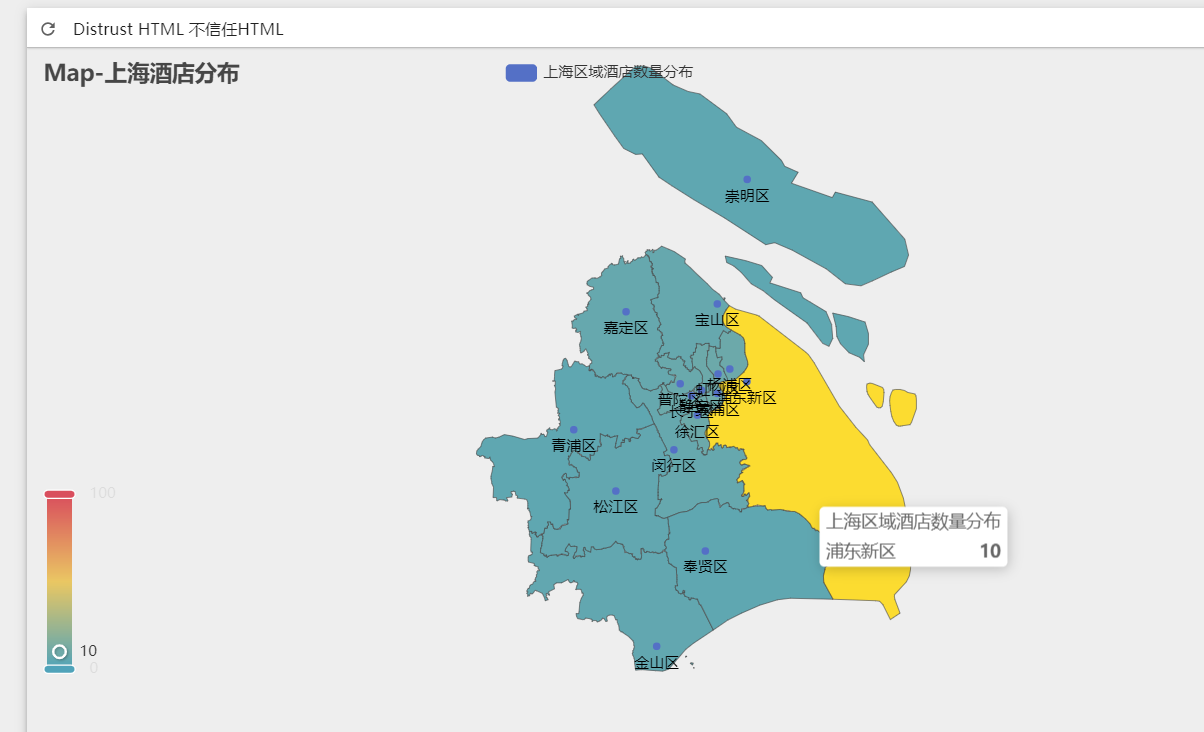 Distrust HTML 不信任HTML
Map-上海酒店分布
上海区域酒店数量分布
崇明区
嘉定区
宝山区
杨浦区
浦东新区
普陀区
徐汇区
青浦区
闵行区
松江区
奉贤区
金山区
100
10
0
上海区域酒店数量分布
浦东新区 10